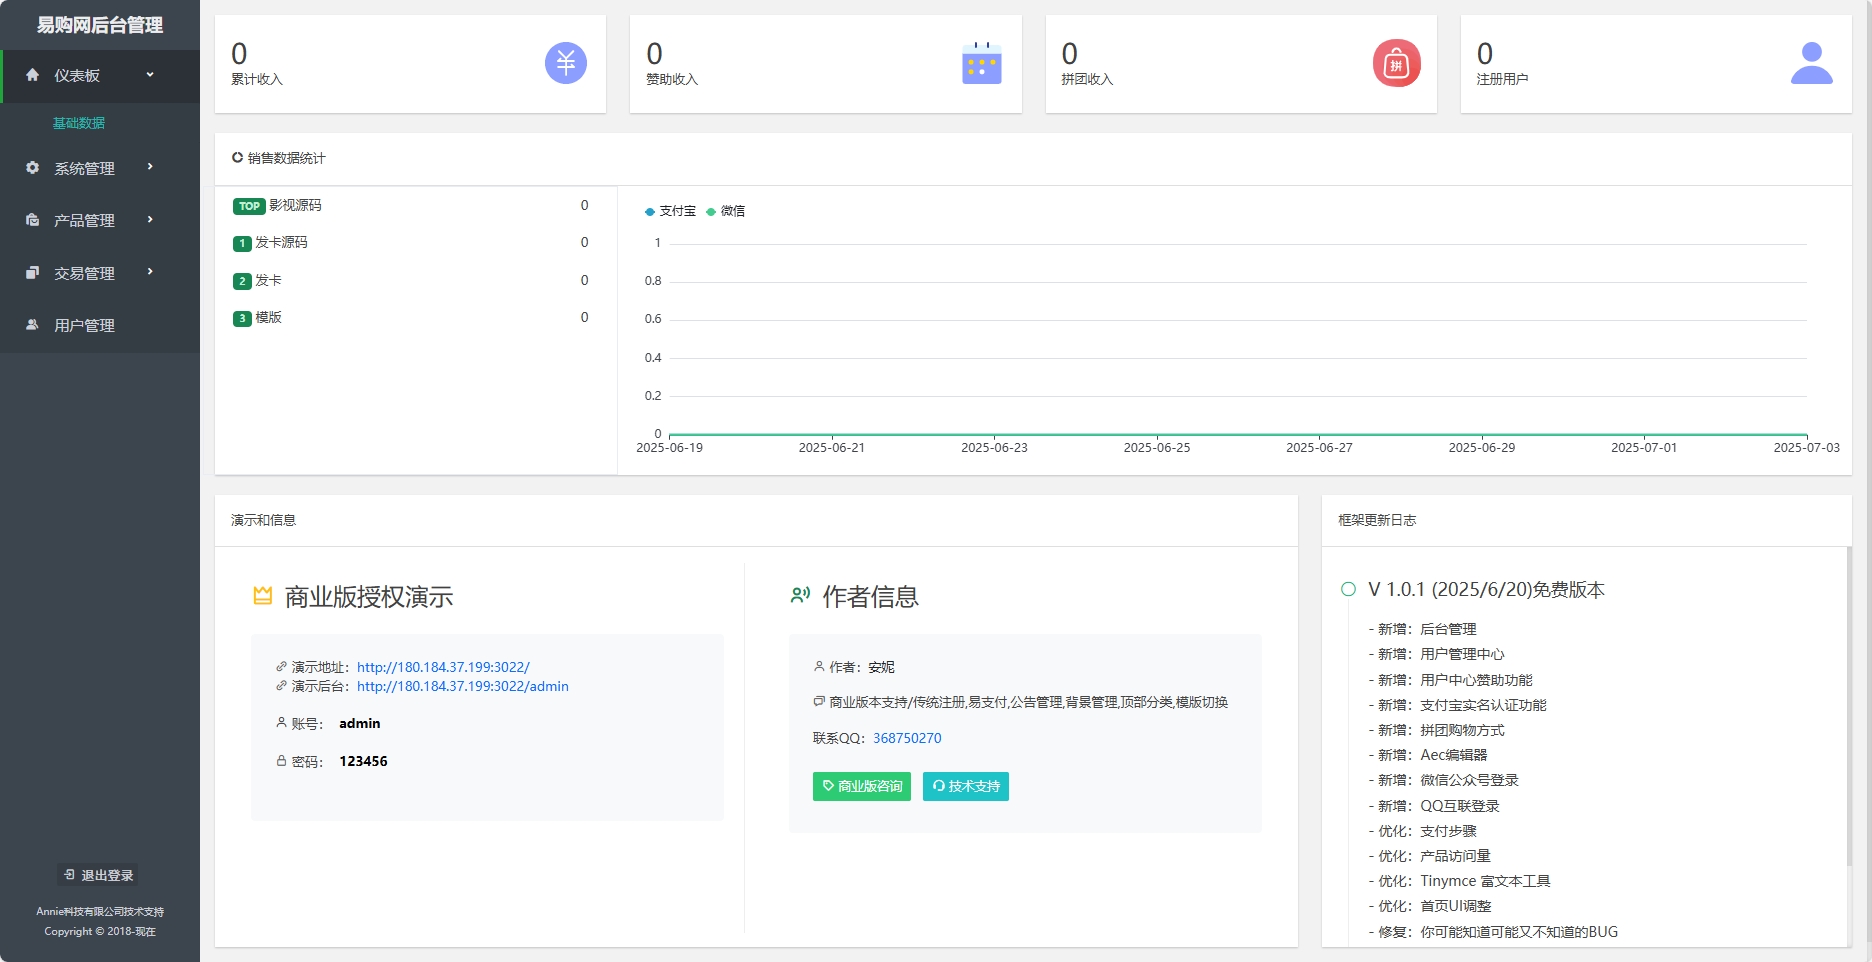 易购网后台管理
仪表板
基础数据
系统管理
产品管理
交易管理
用户管理
退出登录
Annie科技有限公司技术支持
Copyright © 2018-现在
0
累计收入
0
赞助收入
0
拼团收入
拼
0
注册用户
销售数据统计
TOP 影视源码 0
1 发卡源码 0
2 发卡 0
3 模版 0
支付宝 微信
1
0.8
0.6
0.4
0.2
0
2025-06-19 2025-06-21 2025-06-23 2025-06-25 2025-06-27 2025-06-29 2025-07-01 2025-07-03
演示和信息
商业版授权演示
演示地址：http://180.184.37.199:3022/
演示后台：http://180.184.37.199:3022/admin
账号： admin
密码： 123456
作者信息
作者：安妮
商业版本支持/传统注册,易支付,公告管理,背景管理,顶部分类,模版切换
联系QQ：368750270
商业版咨询 技术支持
框架更新日志
V 1.0.1 (2025/6/20)免费版本
- 新增：后台管理
- 新增：用户管理中心
- 新增：用户中心赞助功能
- 新增：支付宝实名认证功能
- 新增：拼团购物方式
- 新增：Aec编辑器
- 新增：微信公众号登录
- 新增：QQ互联登录
- 优化：支付步骤
- 优化：产品访问量
- 优化：Tinymce 富文本工具
- 优化：首页UI调整
- 修复：你可能知道可能又不知道的BUG